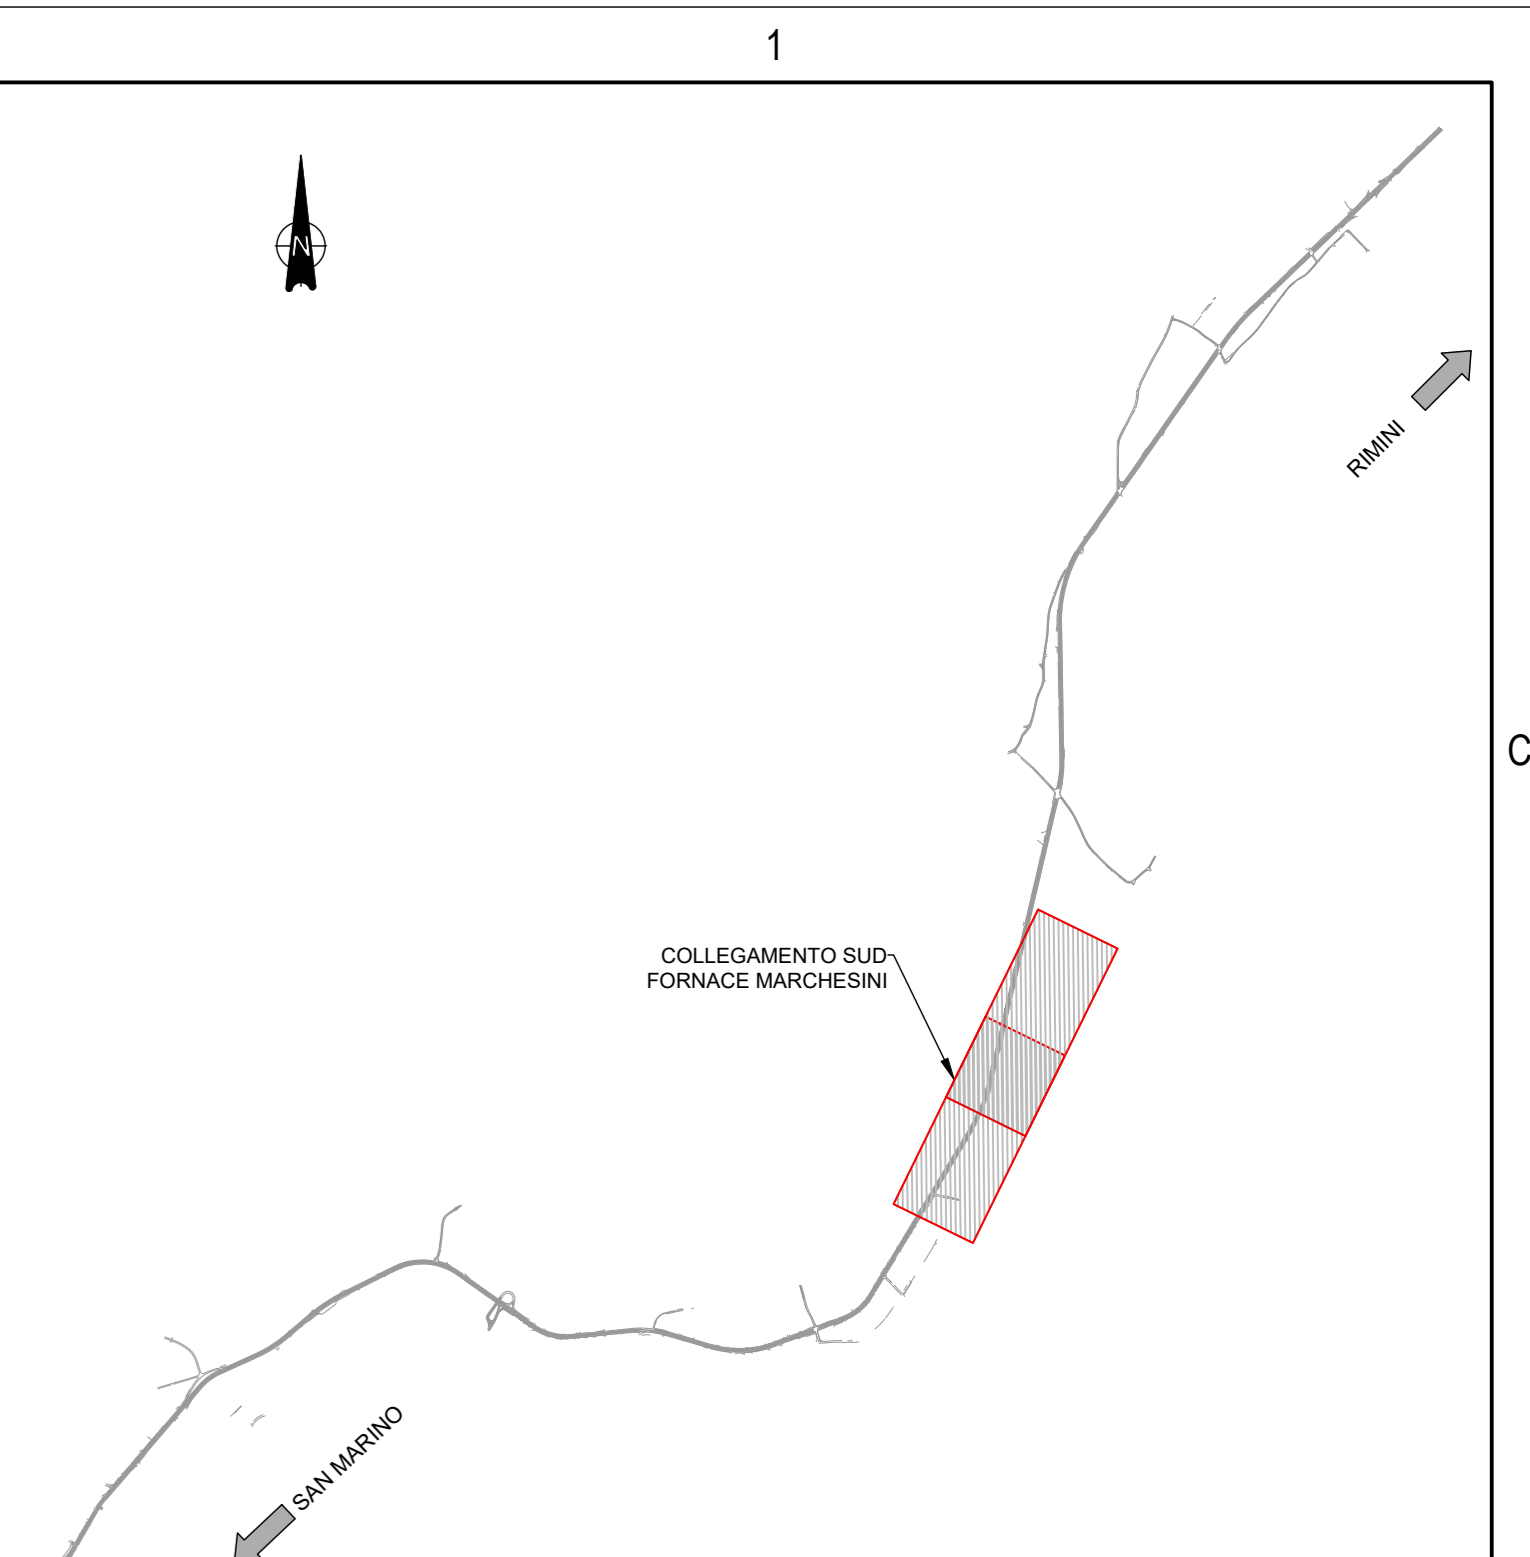 1
N
RIMINI
C
COLLEGAMENTO SUD
FORNACE MARCHESINI
SAN MARINO